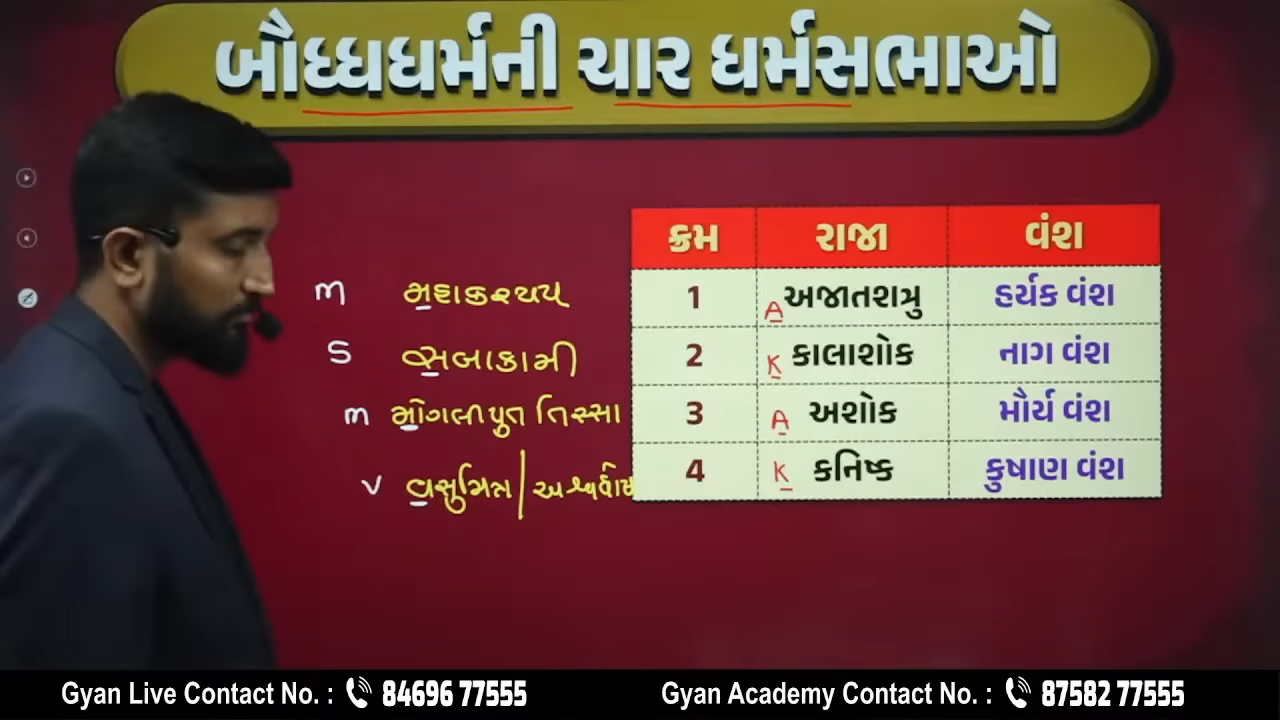 બૌધ્ધધર્મની ચાર ધર્મસભાઓ
ક્રમ રાજા વંશ
m મહાકશ્યપ 1 A અજાતશત્રુ હર્યક વંશ
S સબાકામી 2 K કાલાશોક નાગ વંશ
m મોગલીપુત તિસ્સા 3 A અશોક મૌર્ય વંશ
V વસુમિત્ર | 4 K કનિષ્ક કુષાણ વંશ
Gyan Live Contact No. : 84696 77555 Gyan Academy Contact No. : 87582 77555